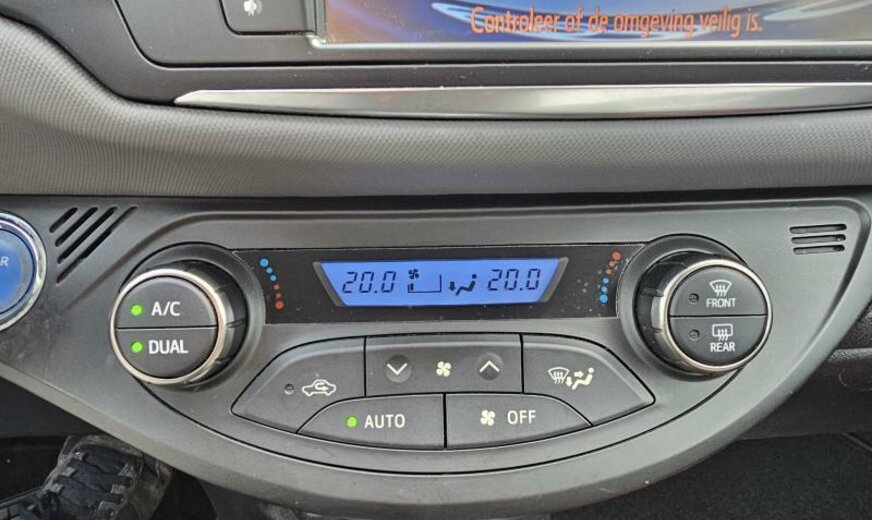 Controleer of de omgeving veilig is.
20.0 20.0
A/C
DUAL
FRONT
REAR
AUTO
OFF